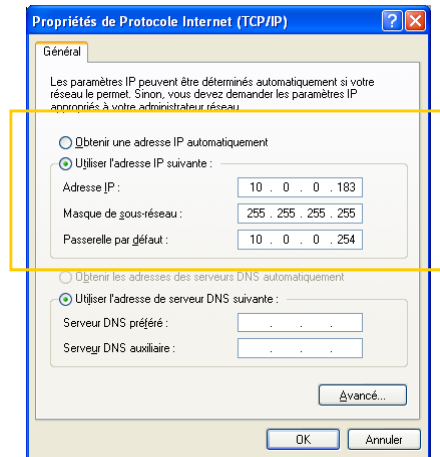 Propriétés de Protocole Internet (TCP/IP)
Général
Les paramètres IP peuvent être déterminés automatiquement si votre
réseau le permet. Sinon, vous devez demander les paramètres IP
appropriés à votre administrateur réseau.
Obtenir une adresse IP automatiquement
Utiliser l'adresse IP suivante :
Adresse IP : 10 . 0 . 0 . 183
Masque de sous-réseau : 255 . 255 . 255 . 255
Passerelle par défaut : 10 . 0 . 0 . 254
Obtenir les adresses des serveurs DNS automatiquement
Utiliser l'adresse de serveur DNS suivante :
Serveur DNS préféré : . . .
Serveur DNS auxiliaire : . . .
Avancé...
OK Annuler